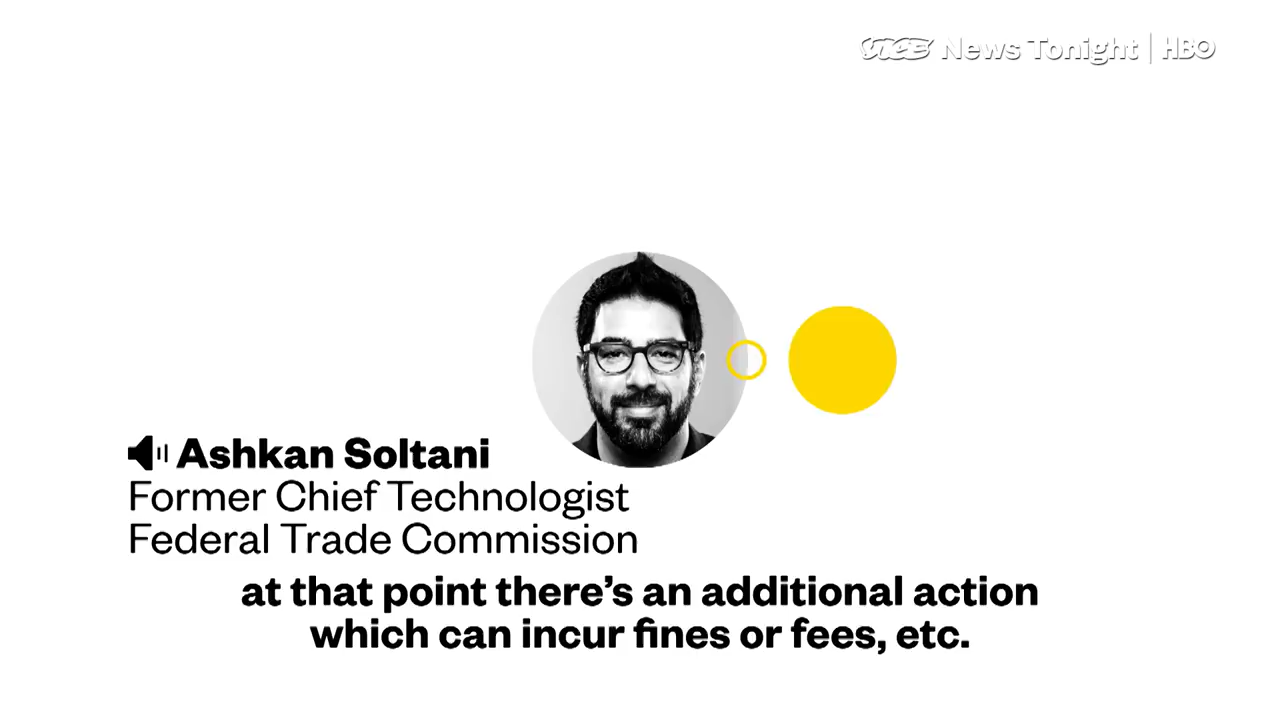 VICE News Tonight | HBO
Ashkan Soltani
Former Chief Technologist
Federal Trade Commission
at that point there's an additional action
which can incur fines or fees, etc.